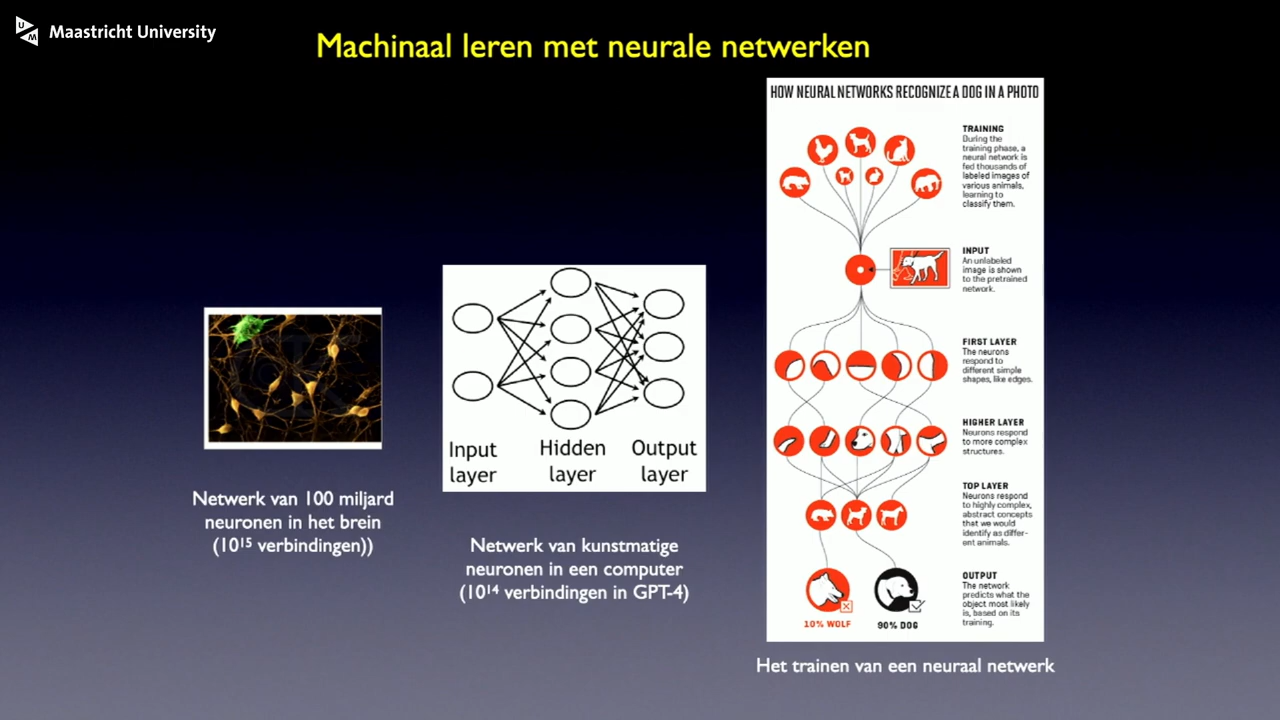 UM
Maastricht University
Machinaal leren met neurale netwerken
Netwerk van 100 miljard
neuronen in het brein
(10¹⁵ verbindingen))
Input
layer
Hidden
layer
Output
layer
Netwerk van kunstmatige
neuronen in een computer
(10¹⁴ verbindingen in GPT-4)
HOW NEURAL NETWORKS RECOGNIZE A DOG IN A PHOTO
TRAINING
During the
training phase, a
neural network is
fed thousands of
labeled images of
various animals,
learning to
classify them.
INPUT
An unlabeled
image is shown
to the pretrained
network.
FIRST LAYER
The neurons
respond to
different simple
shapes, like edges.
HIGHER LAYER
Neurons respond
to more complex
structures.
TOP LAYER
Neurons respond
to highly complex,
abstract concepts
that we would
identify as differ-
ent animals.
OUTPUT
The network
predicts what the
object most likely
is, based on its
training.
10% WOLF
90% DOG
Het trainen van een neuraal netwerk